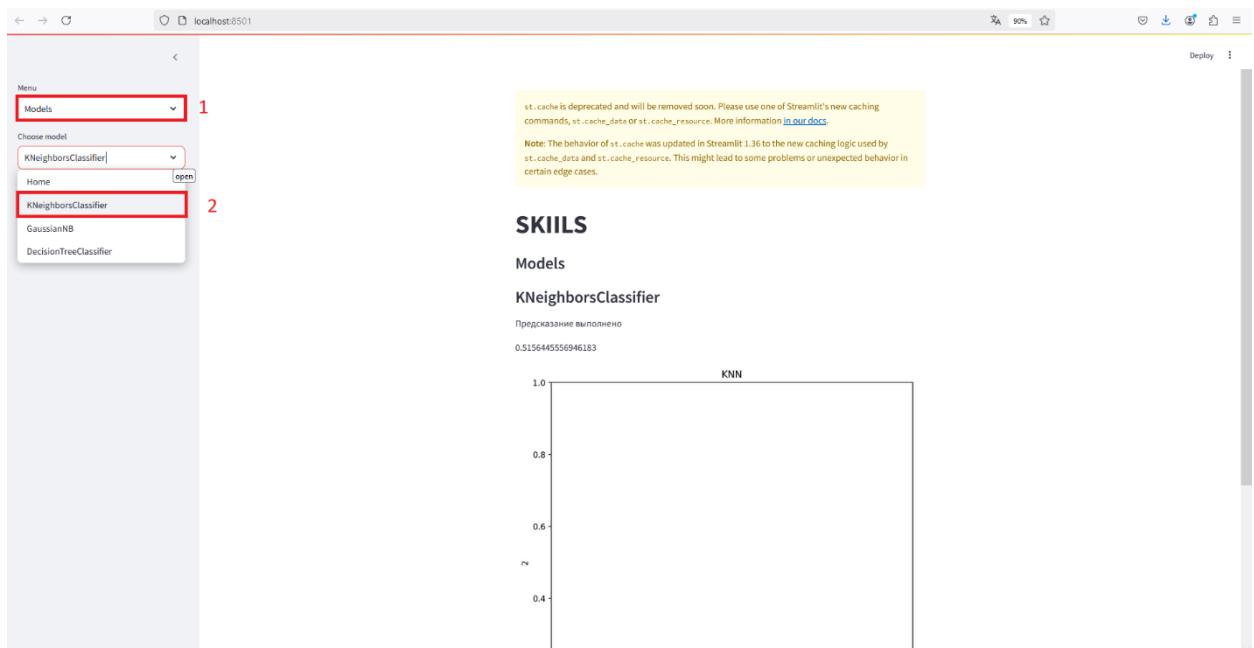 localhost:8501
90%
Deploy
Menu
Models
1
Choose model
KNeighborsClassifier
open
Home
KNeighborsClassifier
2
GaussianNB
DecisionTreeClassifier
st.cache is deprecated and will be removed soon. Please use one of Streamlit's new caching
commands, st.cache_data or st.cache_resource. More information in our docs.
Note: The behavior of st.cache was updated in Streamlit 1.36 to the new caching logic used by
st.cache_data and st.cache_resource. This might lead to some problems or unexpected behavior in
certain edge cases.
SKIILS
Models
KNeighborsClassifier
Предсказание выполнено
0.5156445556946183
KNN
1.0
0.8
0.6
2
0.4